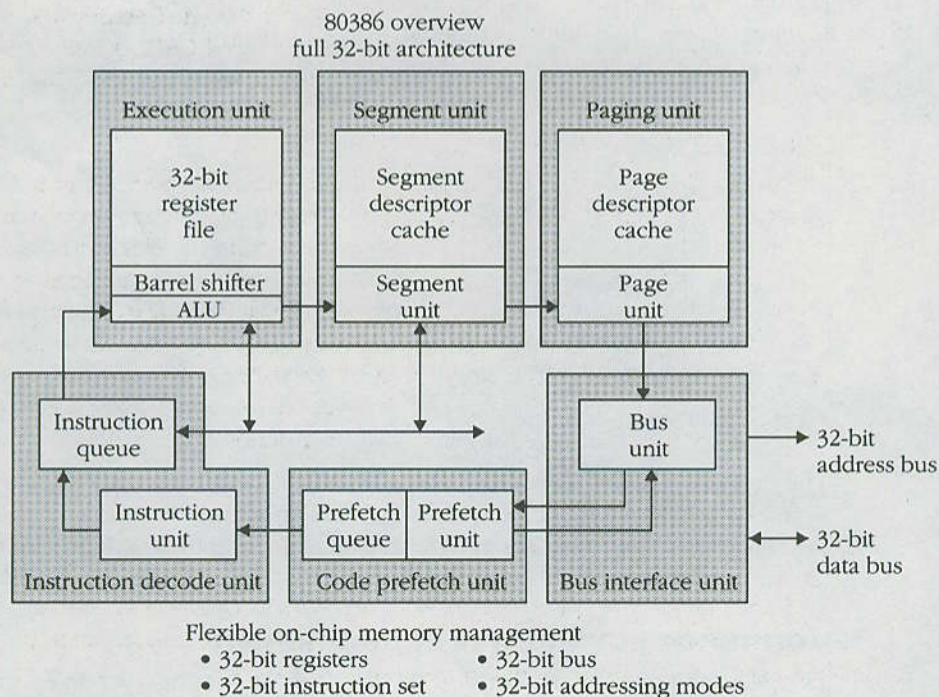 80386 overview
full 32-bit architecture
Execution unit
32-bit
register
file
Barrel shifter
ALU
Segment unit
Segment
descriptor
cache
Segment
unit
Paging unit
Page
descriptor
cache
Page
unit
Instruction
queue
Instruction
unit
Instruction decode unit
Prefetch
queue
Prefetch
unit
Code prefetch unit
Bus
unit
Bus interface unit
32-bit
address bus
32-bit
data bus
Flexible on-chip memory management
• 32-bit registers
• 32-bit instruction set
• 32-bit bus
• 32-bit addressing modes